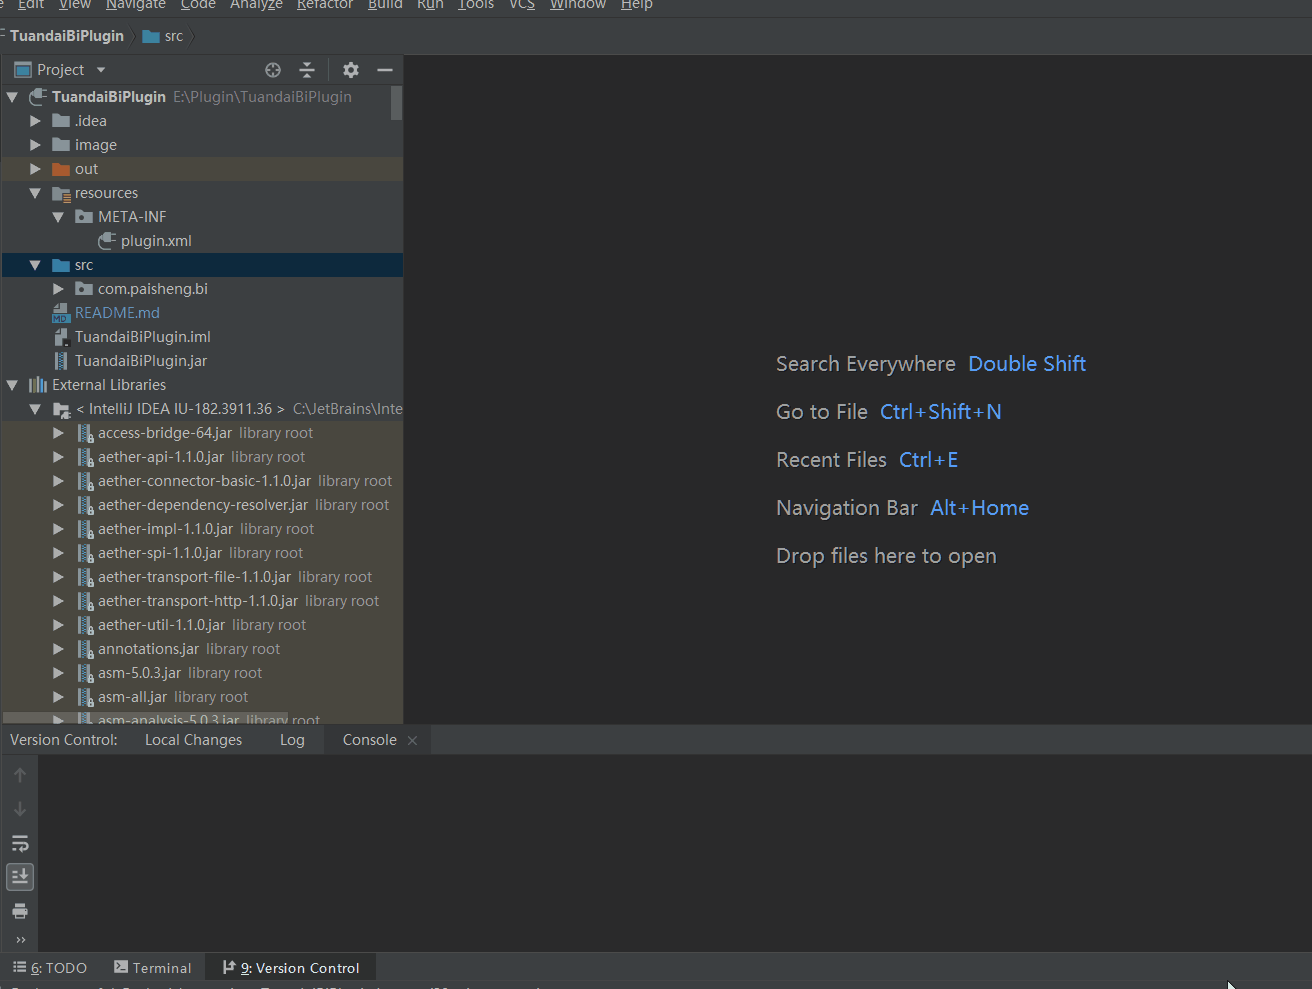 Edit View Navigate Code Analyze Refactor Build Run Tools VCS Window Help
TuandaiBiPlugin src
Project
TuandaiBiPlugin E:\Plugin\TuandaiBiPlugin
.idea
image
out
resources
META-INF
plugin.xml
src
com.paisheng.bi
README.md
TuandaiBiPlugin.iml
TuandaiBiPlugin.jar
External Libraries
< IntelliJ IDEA IU-182.3911.36 > C:\JetBrains\Inte
access-bridge-64.jar library root
aether-api-1.1.0.jar library root
aether-connector-basic-1.1.0.jar library root
aether-dependency-resolver.jar library root
aether-impl-1.1.0.jar library root
aether-spi-1.1.0.jar library root
aether-transport-file-1.1.0.jar library root
aether-transport-http-1.1.0.jar library root
aether-util-1.1.0.jar library root
annotations.jar library root
asm-5.0.3.jar library root
asm-all.jar library root
asm-analysis-5.0.3.jar library root
Search Everywhere Double Shift
Go to File Ctrl+Shift+N
Recent Files Ctrl+E
Navigation Bar Alt+Home
Drop files here to open
Version Control: Local Changes Log Console
6: TODO Terminal 9: Version Control